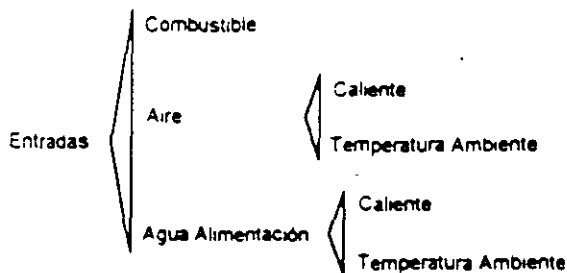 Combustible
Caliente
Aire
Entradas
Temperatura Ambiente
Caliente
Agua Alimentación
Temperatura Ambiente